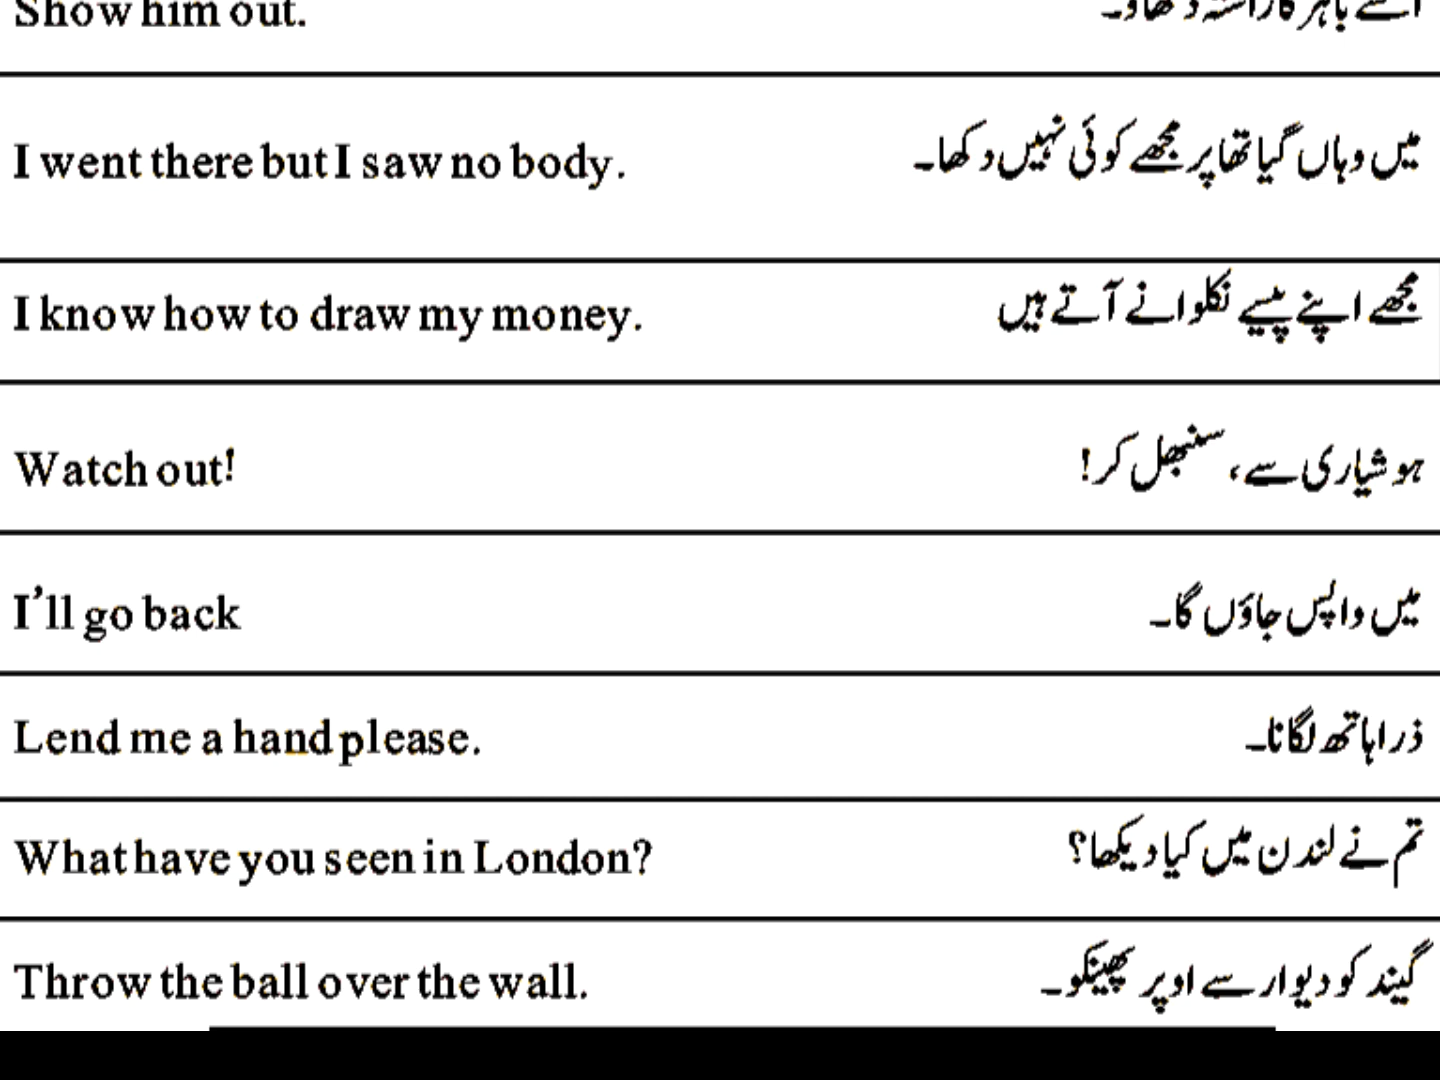 Show him out. اسے باہر کا راستہ دکھاؤ۔
I went there but I saw no body. میں وہاں گیا تھا پر مجھے کوئی نہیں دکھا۔
I know how to draw my money. مجھے اپنے پیسے نکلوانے آتے ہیں
Watch out! ہوشیاری سے، سنبھل کر!
I'll go back میں واپس جاؤں گا۔
Lend me a hand please. ذرا ہاتھ لگانا۔
What have you seen in London? تم نے لندن میں کیا دیکھا؟
Throw the ball over the wall. گیند کو دیوار سے اوپر پھینکو۔